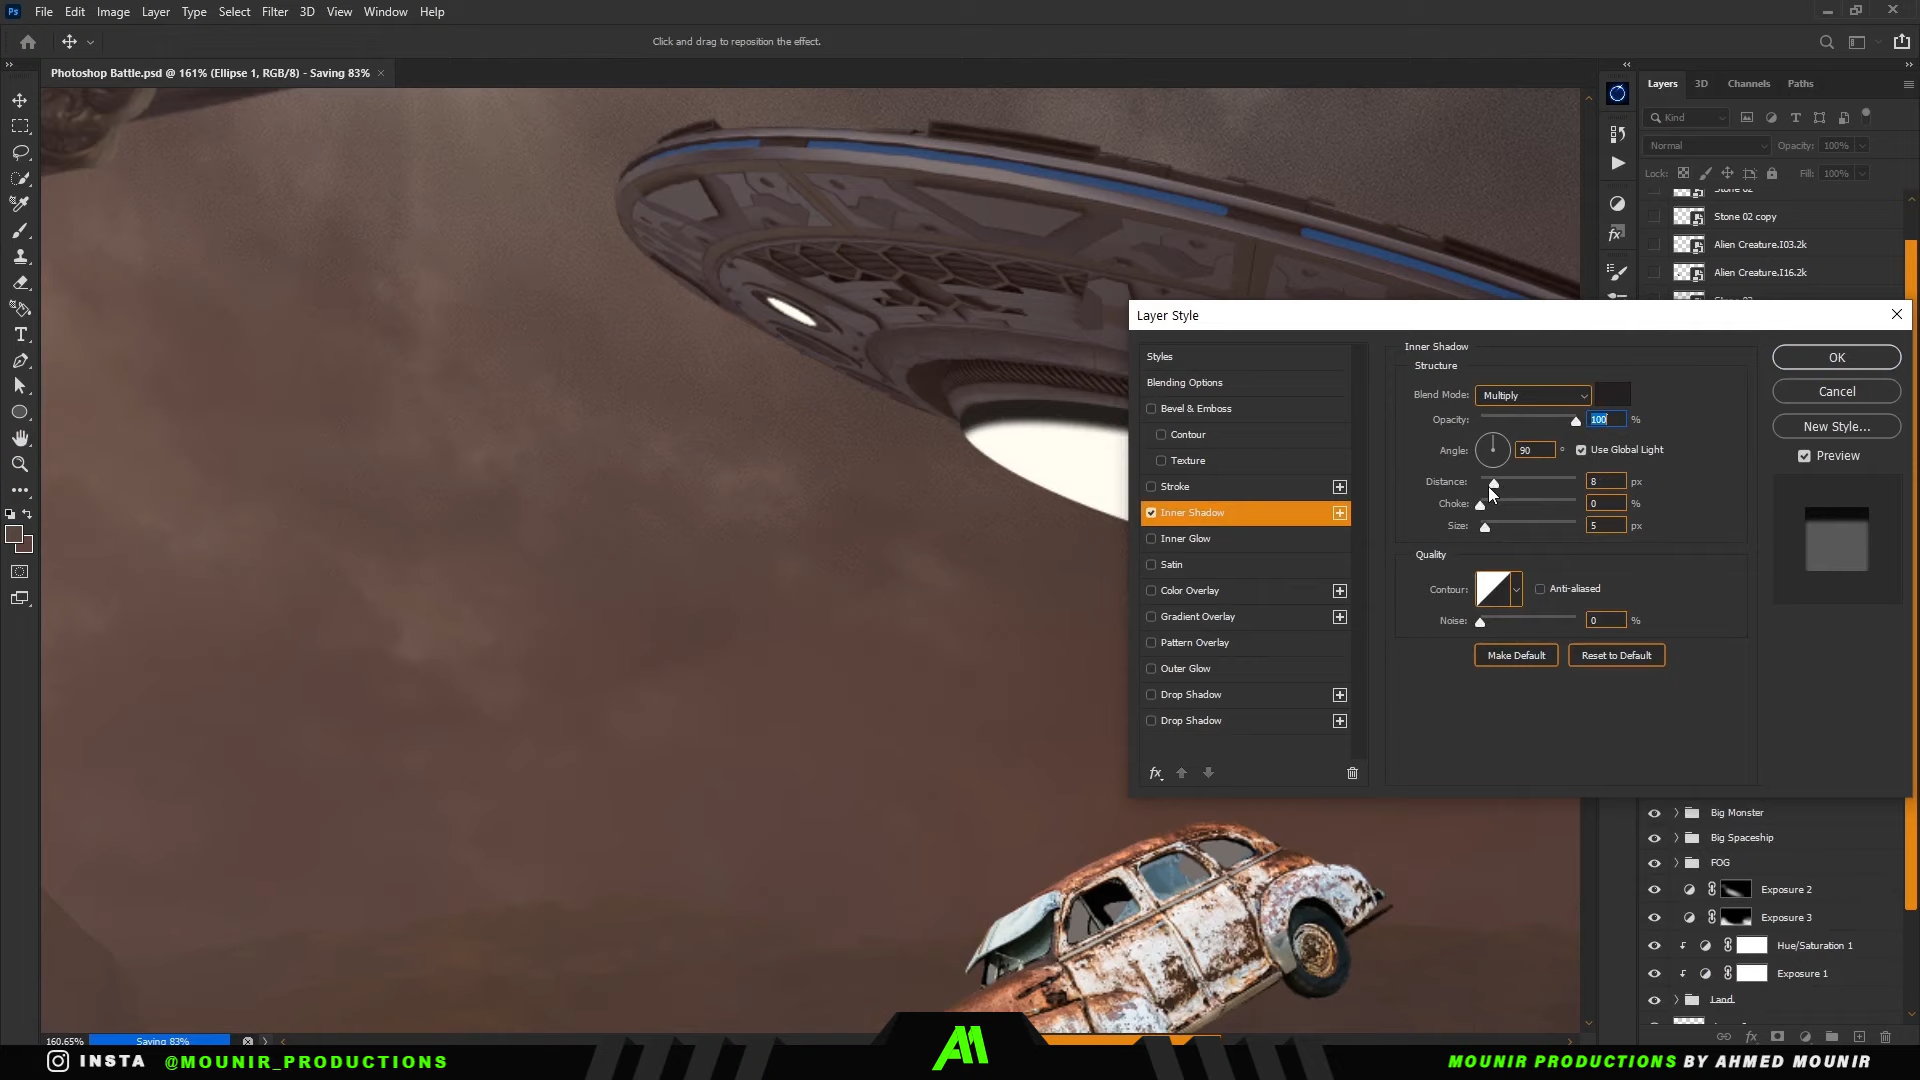 Ps File Edit Image Layer Type Select Filter 3D View Window Help
Click and drag to reposition the effect.
Photoshop Battle.psd @ 161% (Ellipse 1, RGB/8) - Saving 83% ×
Layers 3D Channels Paths
Kind
Normal Opacity: 100%
Lock: Fill: 100%
Stone 02
Stone 02 copy
Alien Creature.I03.2k
Alien Creature.I16.2k
Layer Style
Styles
Blending Options
Bevel & Emboss
Contour
Texture
Stroke
Inner Shadow
Inner Glow
Satin
Color Overlay
Gradient Overlay
Pattern Overlay
Outer Glow
Drop Shadow
Drop Shadow
fx
Inner Shadow
Structure
Blend Mode: Multiply
Opacity: 100 %
Angle: 90 ° Use Global Light
Distance: 8 px
Choke: 0 %
Size: 5 px
Quality
Contour: Anti-aliased
Noise: 0 %
Make Default Reset to Default
OK
Cancel
New Style...
Preview
Big Monster
Big Spaceship
FOG
Exposure 2
Exposure 3
Hue/Saturation 1
Exposure 1
Land
160.65% Saving 83%
INSTA @MOUNIR_PRODUCTIONS
AM
MOUNIR PRODUCTIONS BY AHMED MOUNIR